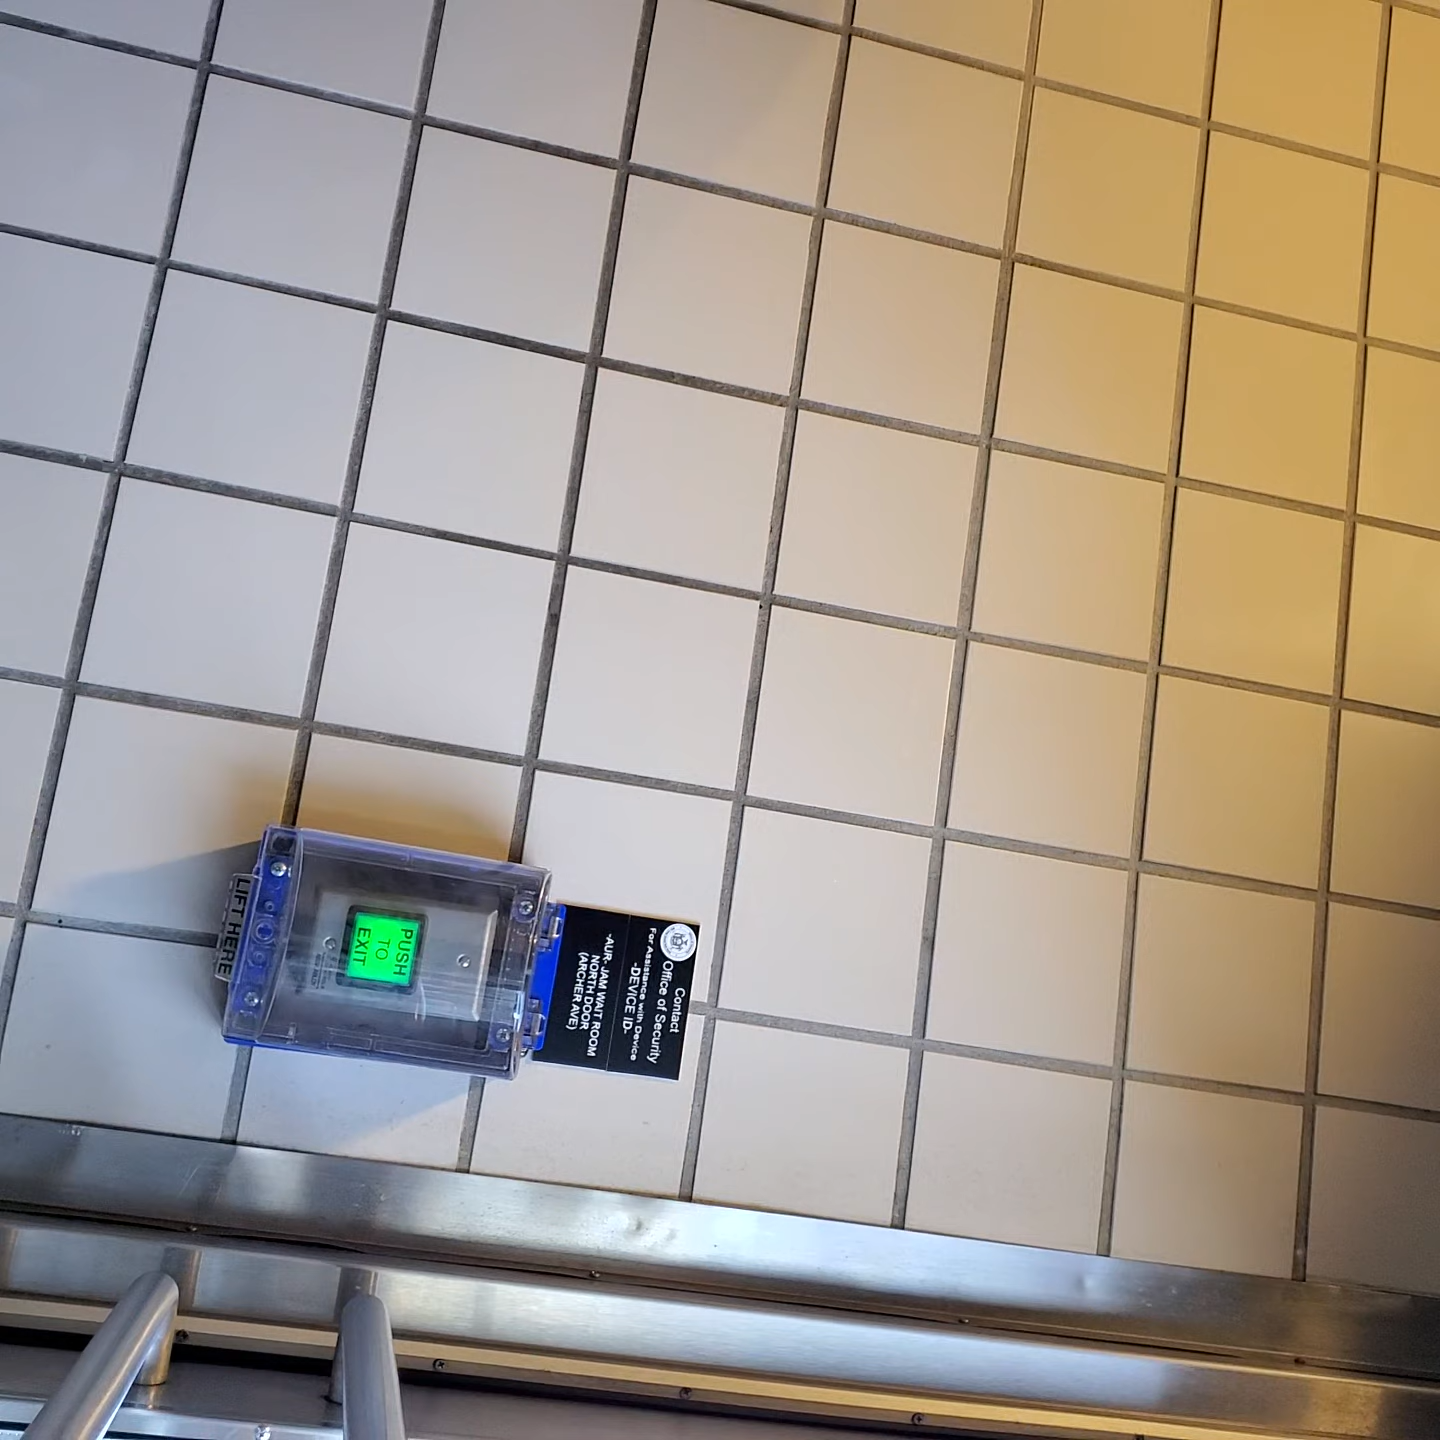 Contact
Office of Security
For Assistance with Device
-DEVICE ID-
-AUR- JAM WAIT ROOM
NORTH DOOR
(ARCHER AVE)
PUSH
TO
EXIT
LIFT HERE